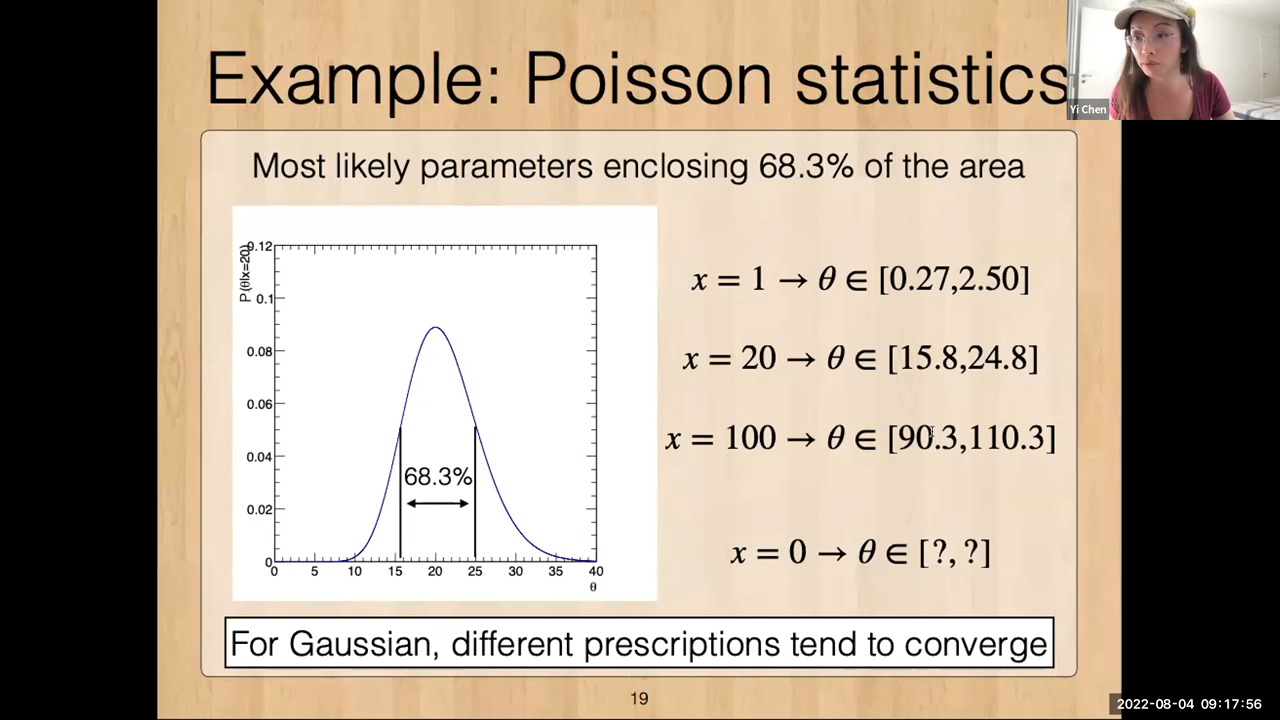 Example: Poisson statistics
Yi Chen
Most likely parameters enclosing 68.3% of the area
P(θ|x=20)
0.12
0.1
0.08
0.06
0.04
0.02
0
68.3%
0 5 10 15 20 25 30 35 40
θ
x = 1 → θ ∈ [0.27,2.50]
x = 20 → θ ∈ [15.8,24.8]
x = 100 → θ ∈ [90.3,110.3]
x = 0 → θ ∈ [?, ?]
For Gaussian, different prescriptions tend to converge
19
2022-08-04 09:17:56